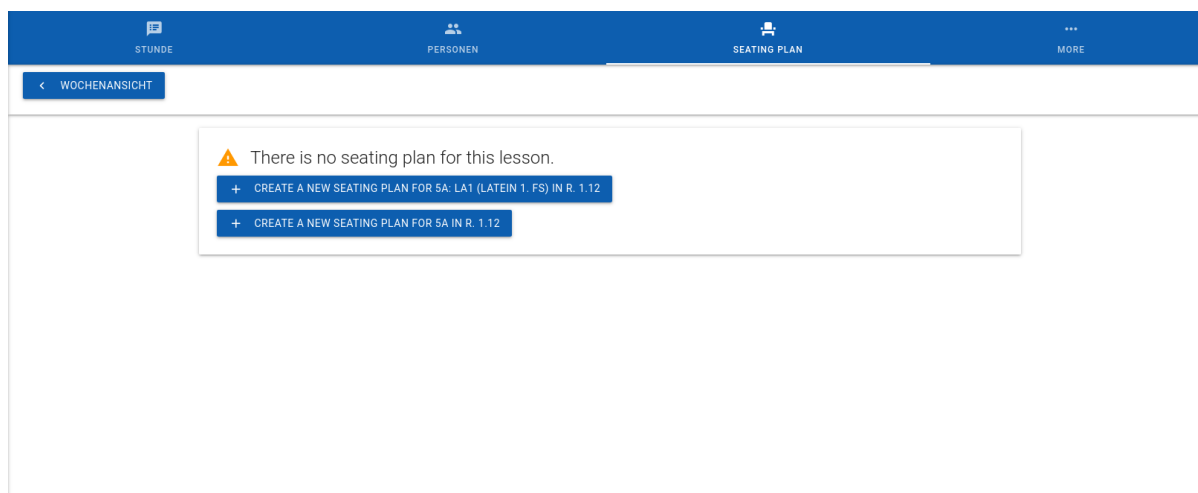 STUNDE
PERSONEN
SEATING PLAN
MORE
WOCHENANSICHT
There is no seating plan for this lesson.
CREATE A NEW SEATING PLAN FOR 5A: LA1 (LATEIN 1. FS) IN R. 1.12
CREATE A NEW SEATING PLAN FOR 5A IN R. 1.12